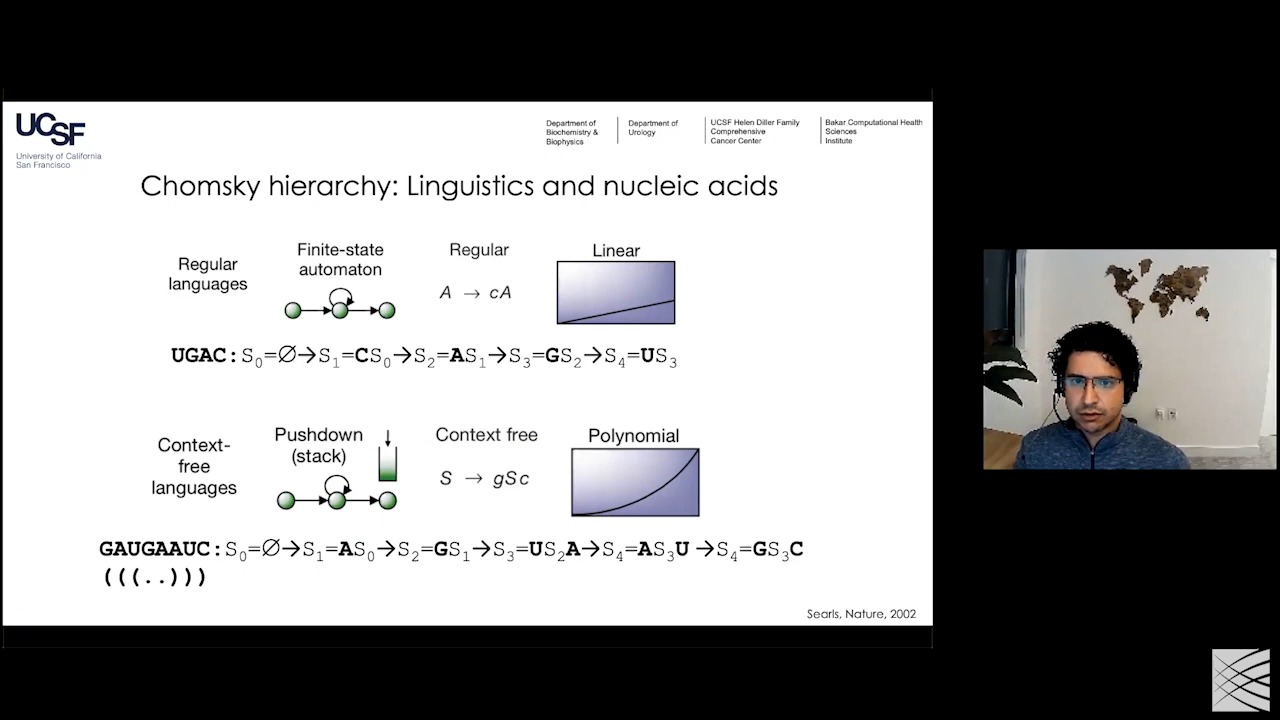 UCSF
University of California
San Francisco
Department of
Biochemistry &
Biophysics
Department of
Urology
UCSF Helen Diller Family
Comprehensive
Cancer Center
Bakar Computational Health
Sciences
Institute
Chomsky hierarchy: Linguistics and nucleic acids
Regular
languages
Finite-state
automaton
Regular
A → cA
Linear
UGAC: S₀=∅→S₁=CS₀→S₂=AS₁→S₃=GS₂→S₄=US₃
Context-
free
languages
Pushdown
(stack)
Context free
S → gSc
Polynomial
GAUGAAUC: S₀=∅→S₁=AS₀→S₂=GS₁→S₃=US₂A→S₄=AS₃U →S₄=GS₃C
(((..)))
Searls, Nature, 2002